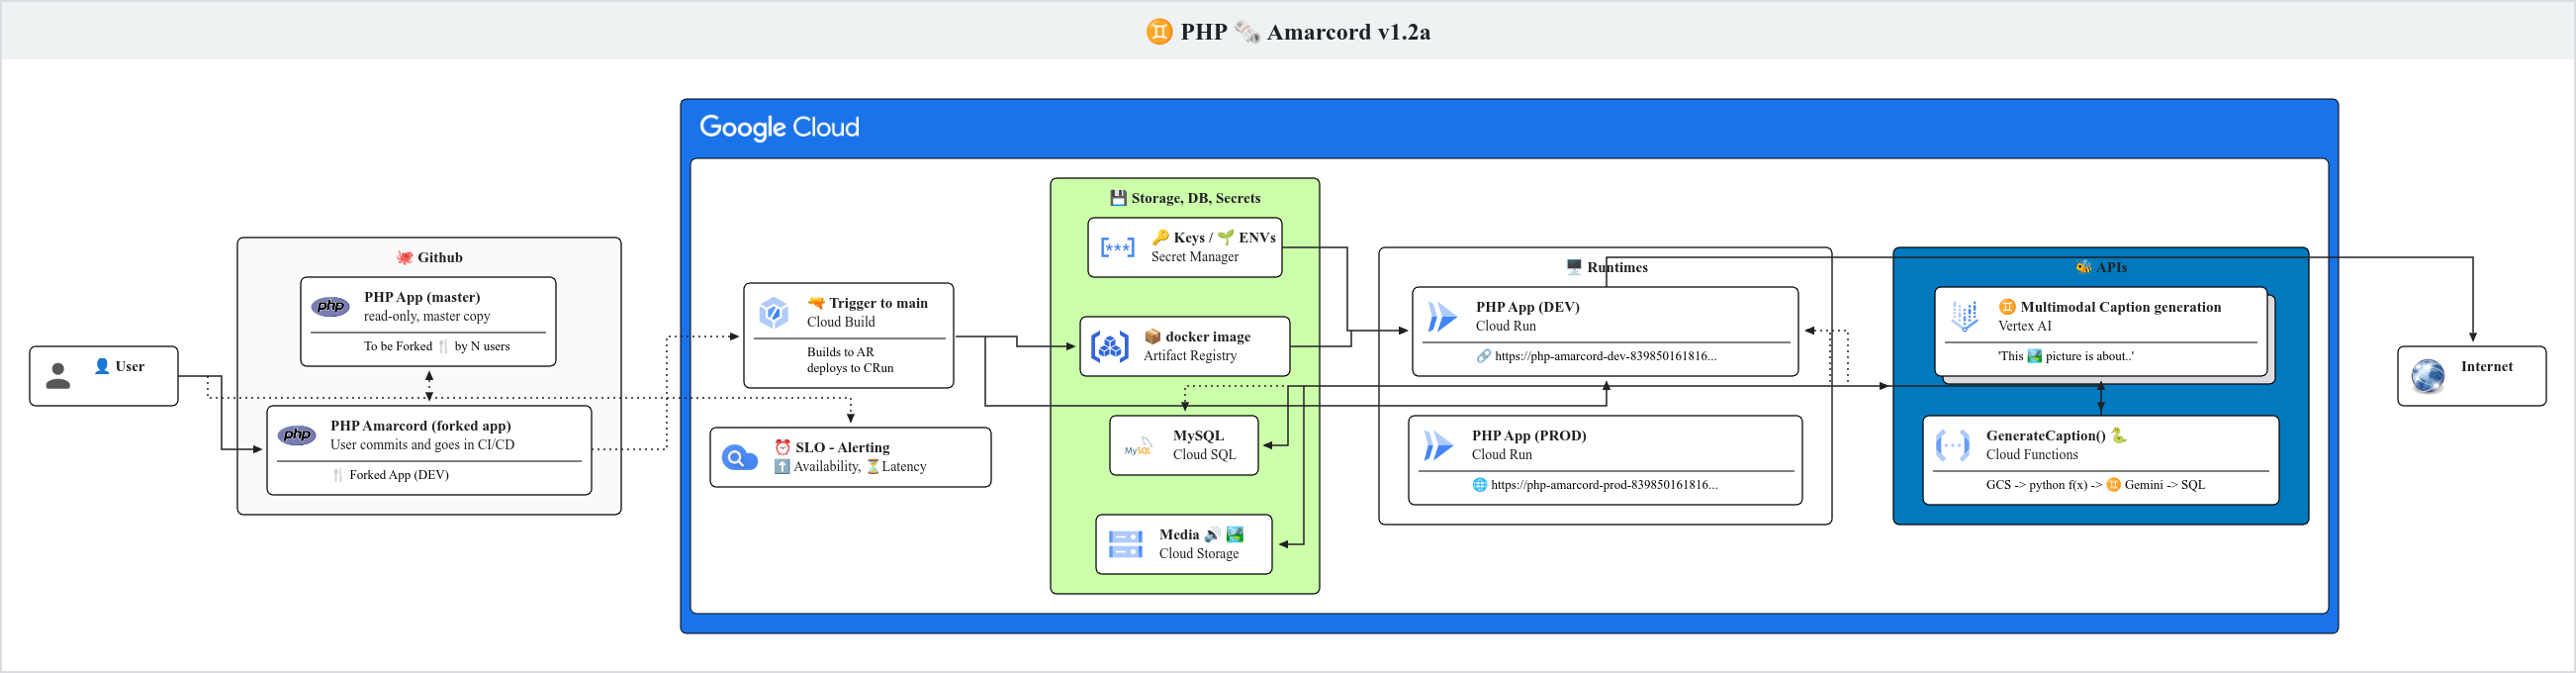 ♊ PHP 🗞️ Amarcord v1.2a
Google Cloud
👤 User
🐙 Github
php
PHP App (master)
read-only, master copy
To be Forked 🍴 by N users
php
PHP Amarcord (forked app)
User commits and goes in CI/CD
🍴 Forked App (DEV)
🔫 Trigger to main
Cloud Build
Builds to AR
deploys to CRun
⏰ SLO - Alerting
⬆️ Availability, ⏳Latency
💾 Storage, DB, Secrets
🔑 Keys / 🌱 ENVs
Secret Manager
📦 docker image
Artifact Registry
MySQL
MySQL
Cloud SQL
Media 🔊 🏞️
Cloud Storage
🖥️ Runtimes
PHP App (DEV)
Cloud Run
🔗 https://php-amarcord-dev-839850161816...
PHP App (PROD)
Cloud Run
🌐 https://php-amarcord-prod-839850161816...
🐝 APIs
♊ Multimodal Caption generation
Vertex AI
'This 🏞️ picture is about..'
GenerateCaption() 🐍
Cloud Functions
GCS -> python f(x) -> ♊ Gemini -> SQL
Internet